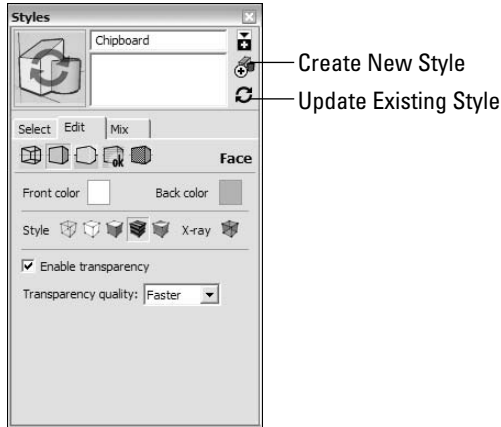 Styles
Chipboard
Create New Style
Update Existing Style
Select Edit Mix
ok
Face
Front color Back color
Style X-ray
Enable transparency
Transparency quality: Faster